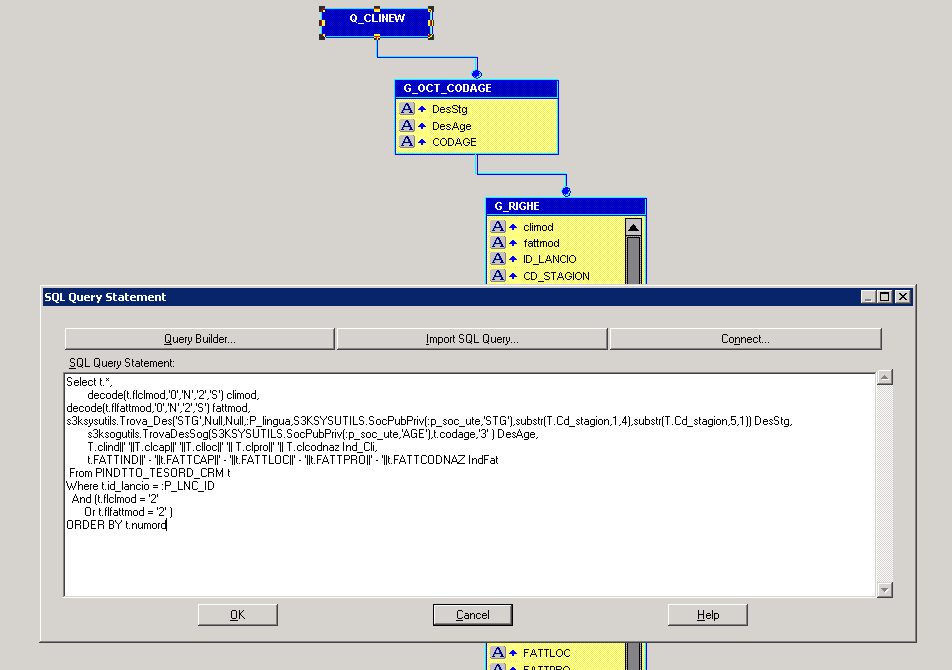 Q_CLINEW
G_OCT_CODAGE
A DesStg
A DesAge
A CODAGE
G_RIGHE
A climod
A fattmod
A ID_LANCIO
A CD_STAGION
SQL Query Statement
Query Builder...
Import SQL Query...
Connect...
SQL Query Statement:
Select t.*,
decode(t.flclmod,'0','N','2','S') climod,
decode(t.flfattmod,'0','N','2','S') fattmod,
s3ksysutils.Trova_Des('STG',Null,Null,:P_lingua,S3KSYSUTILS.SocPubPriv(:p_soc_ute,'STG'),substr(T.Cd_stagion,1,4),substr(T.Cd_stagion,5,1)) DesStg,
s3ksogutils.TrovaDesSog(S3KSYSUTILS.SocPubPriv(:p_soc_ute,'AGE'),t.codage,'3' ) DesAge,
T.clind||' '||T.clcap||' '||T.clloc||' '|| T.clpro||' '|| T.clcodnaz Ind_Cli,
t.FATTIND||' - '||t.FATTCAP||' - '||t.FATTLOC||' - '||t.FATTPRO||' - '||t.FATTCODNAZ IndFat
From PINDTTO_TESORD_CRM t
Where t.id_lancio = :P_LNC_ID
And (t.flclmod = '2'
Or t.flfattmod = '2' )
ORDER BY t.numord
OK
Cancel
Help
A FATTLOC
A FATTPRO